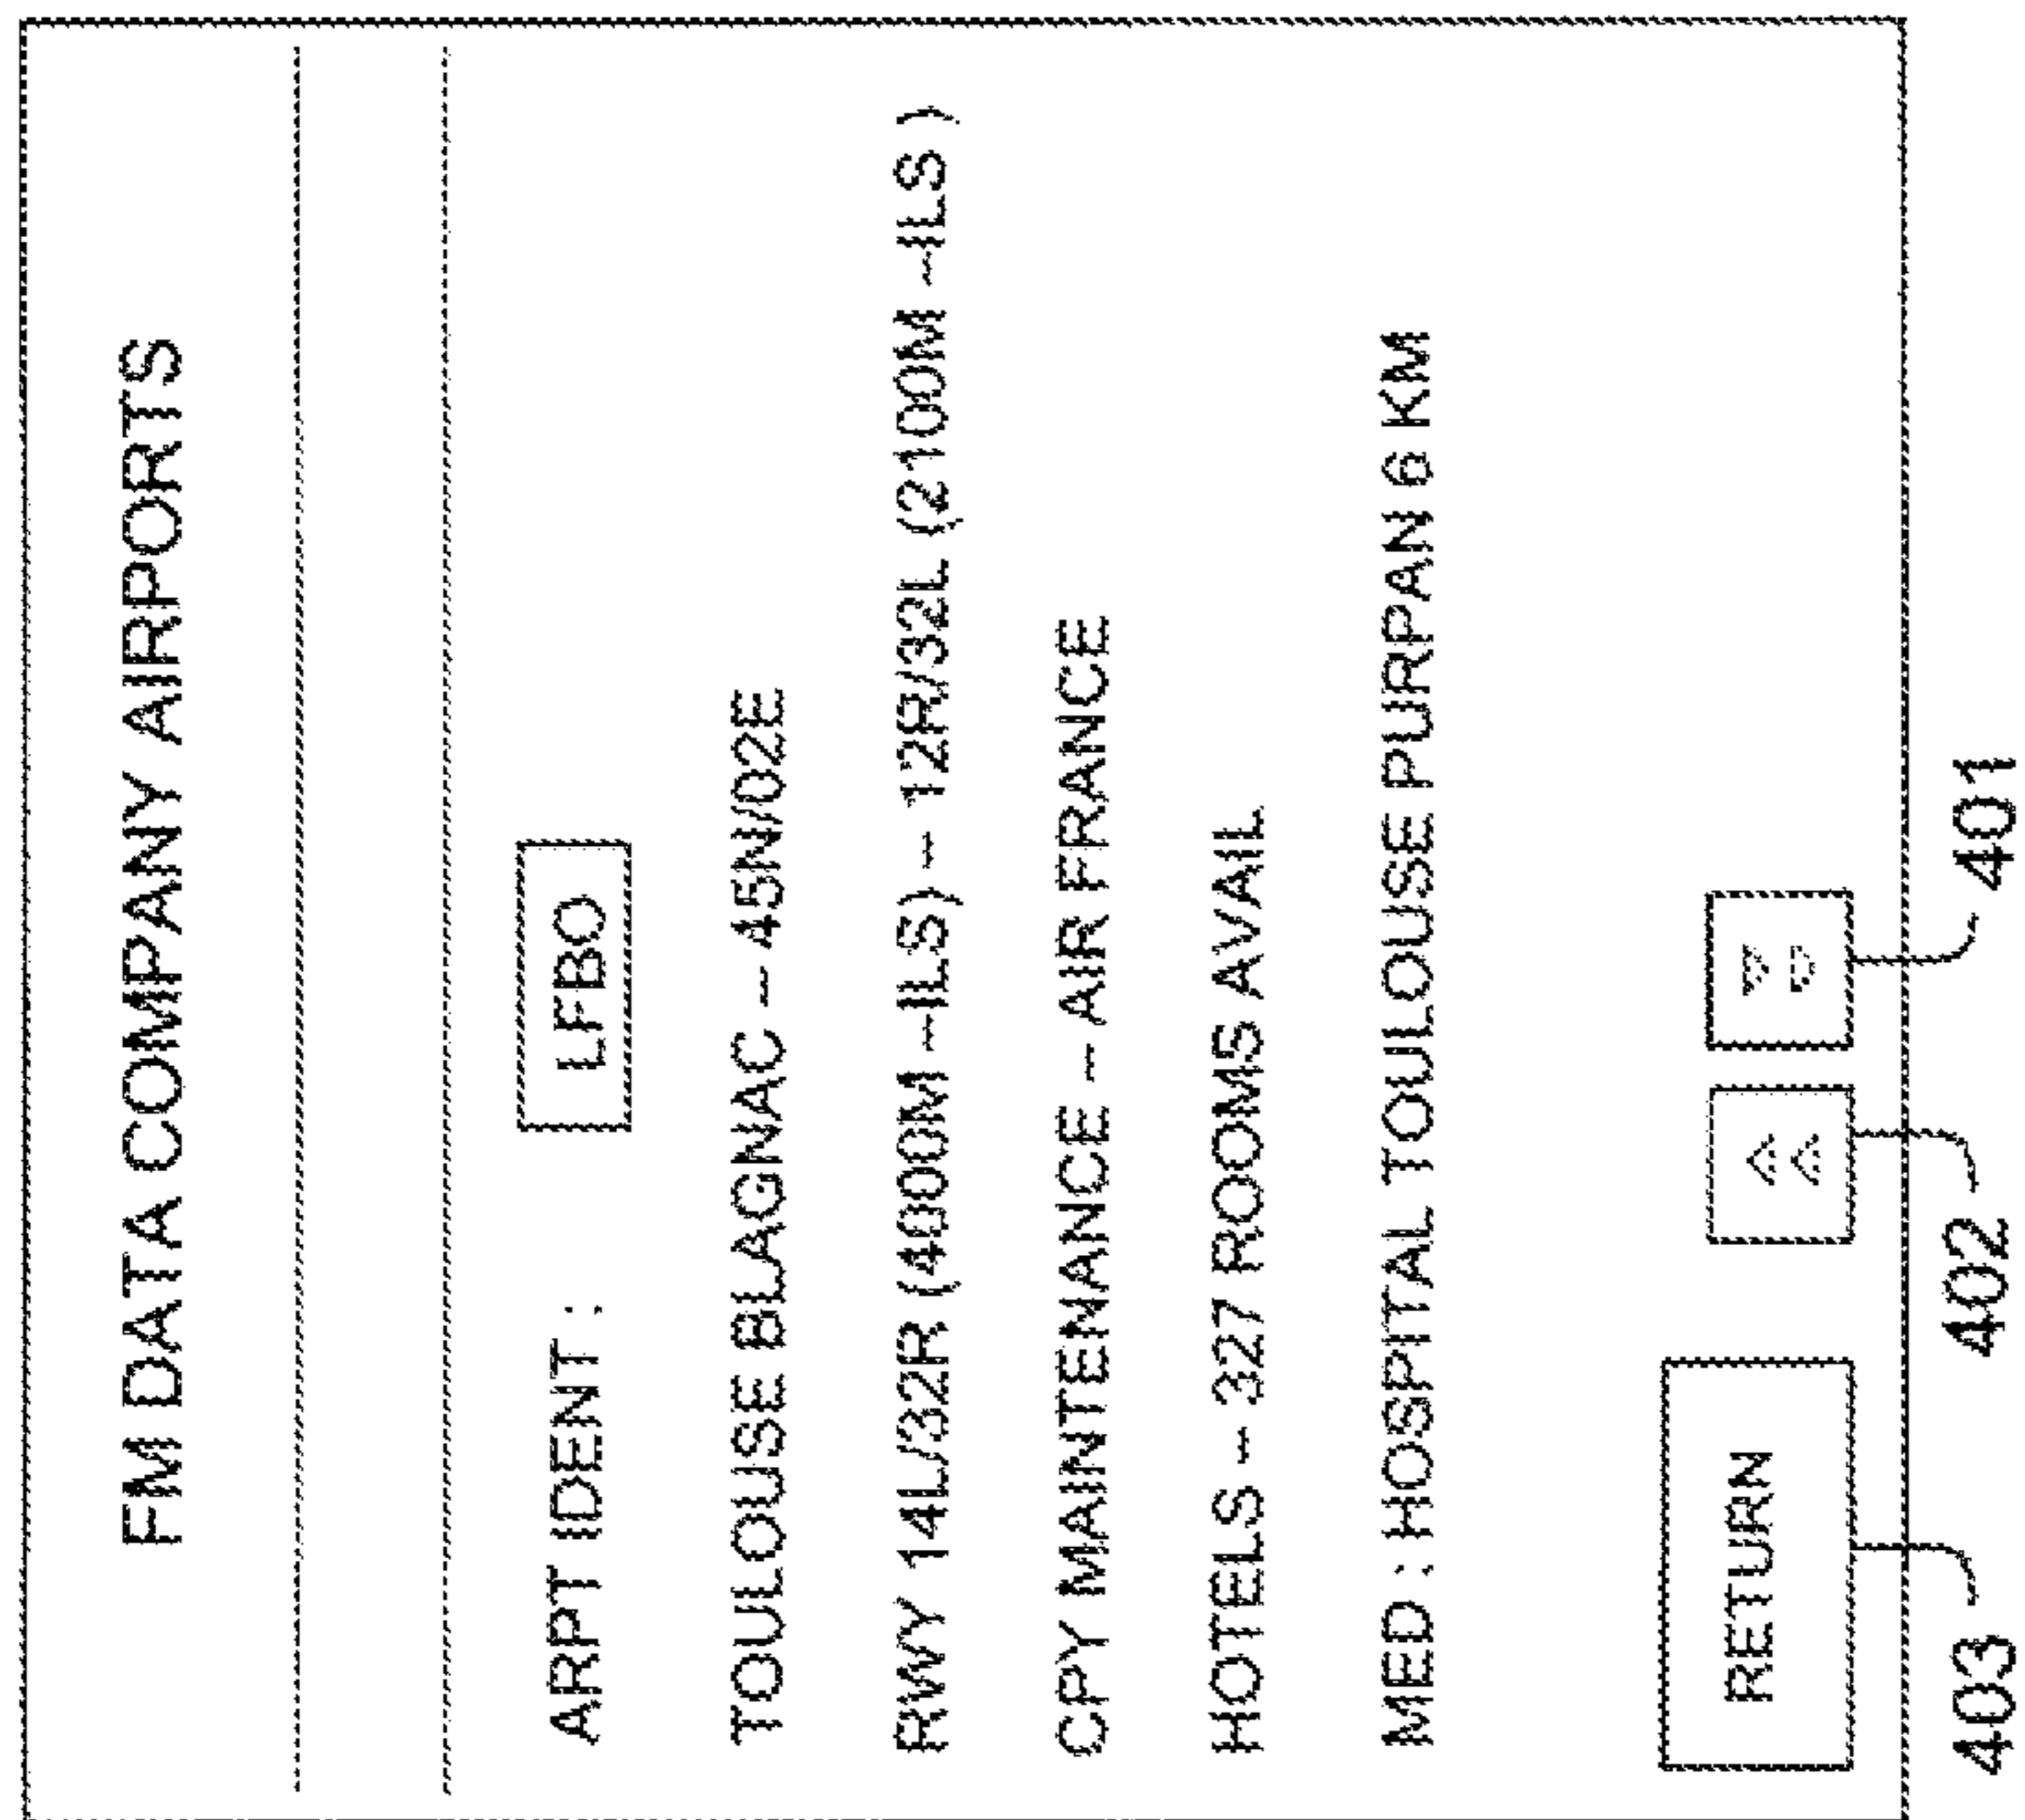 FM DATA COMPANY AIRPORTS
ARPT IDENT : LFBO
TOULOUSE BLAGNAC -- 45N/02E
RWY 14L/32R (4000M --ILS) -- 12R/32L (2100M --ILS )
CPY MAINTEMANCE -- AIR FRANCE
HOTELS -- 327 ROOMS AVAIL
MED : HOSPITAL TOULOUSE PURPAN 6 KM
RETURN
403 402 401